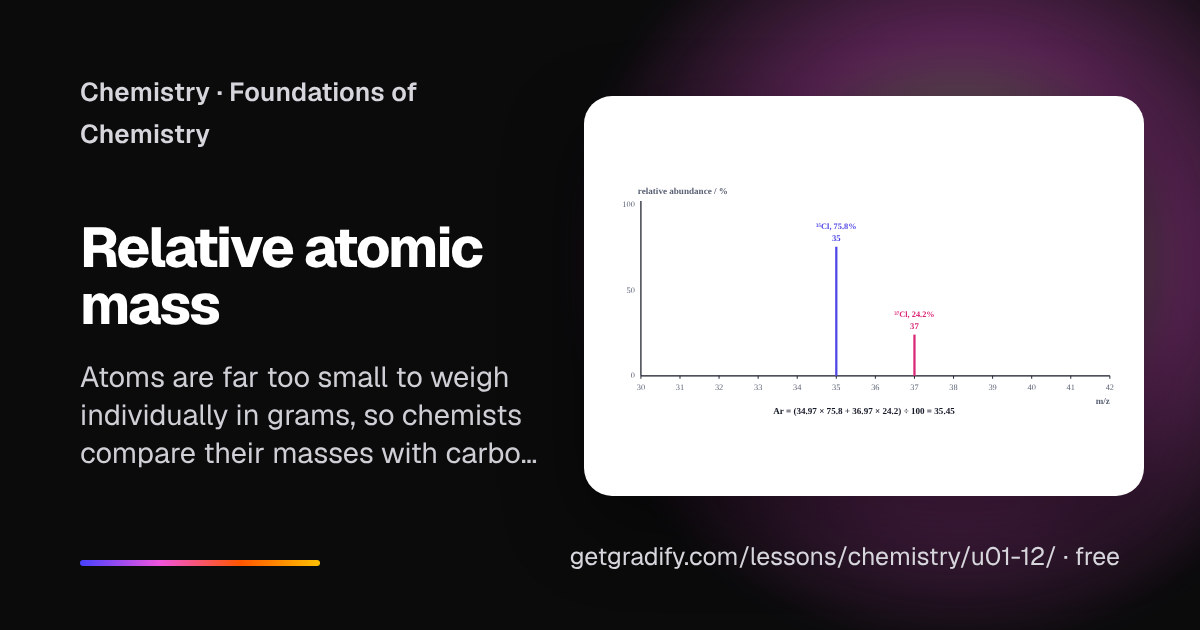 Chemistry · Foundations of
Chemistry
Relative atomic
mass
Atoms are far too small to weigh
individually in grams, so chemists
compare their masses with carbo…
relative abundance / %
100
50
0
³⁵Cl, 75.8%
35
³⁷Cl, 24.2%
37
30 31 32 33 34 35 36 37 38 39 40 41 42
m/z
Ar = (34.97 × 75.8 + 36.97 × 24.2) ÷ 100 = 35.45
getgradify.com/lessons/chemistry/u01-12/ · free